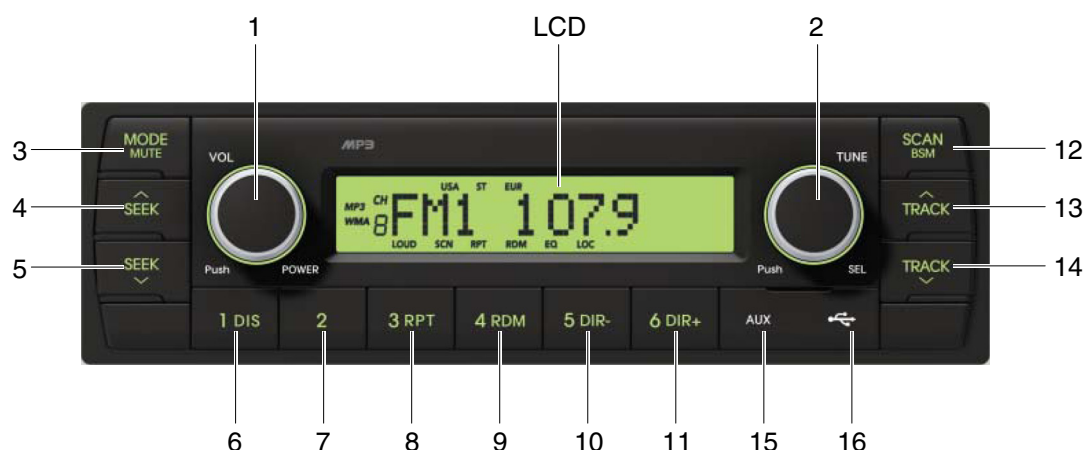 1 LCD 2
3 MODE MUTE
VOL
MP3
TUNE
SCAN BSM 12
4 SEEK
USA ST EUR
MP3 CH
WMA 8 FM1 107.9
LOUD SCN RPT RDM EQ LOC
TRACK 13
5 SEEK
Push POWER
Push SEL
TRACK 14
1 DIS 2 3 RPT 4 RDM 5 DIR- 6 DIR+ AUX
6 7 8 9 10 11 15 16